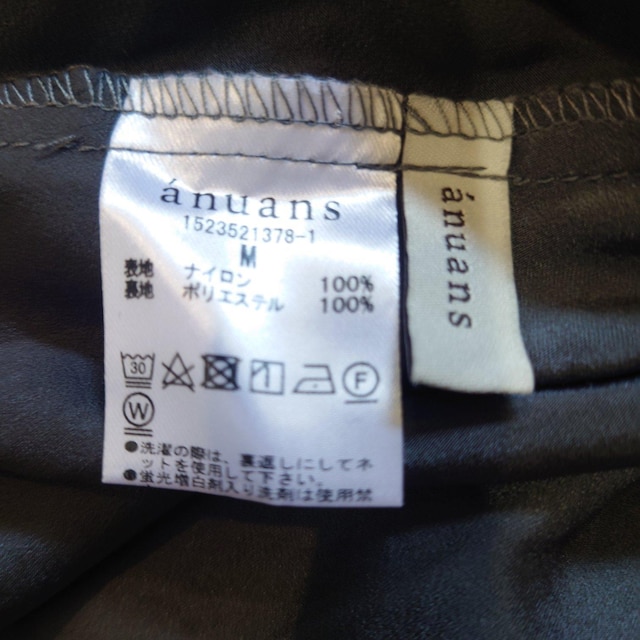 ánuans
1523521378-1
M
表地 ナイロン 100%
裏地 ポリエステル 100%
30
F
W
●洗濯の際は、裏返しにしてネ
ットを使用して下さい。
●蛍光増白剤入り洗剤は使用禁
ánuans